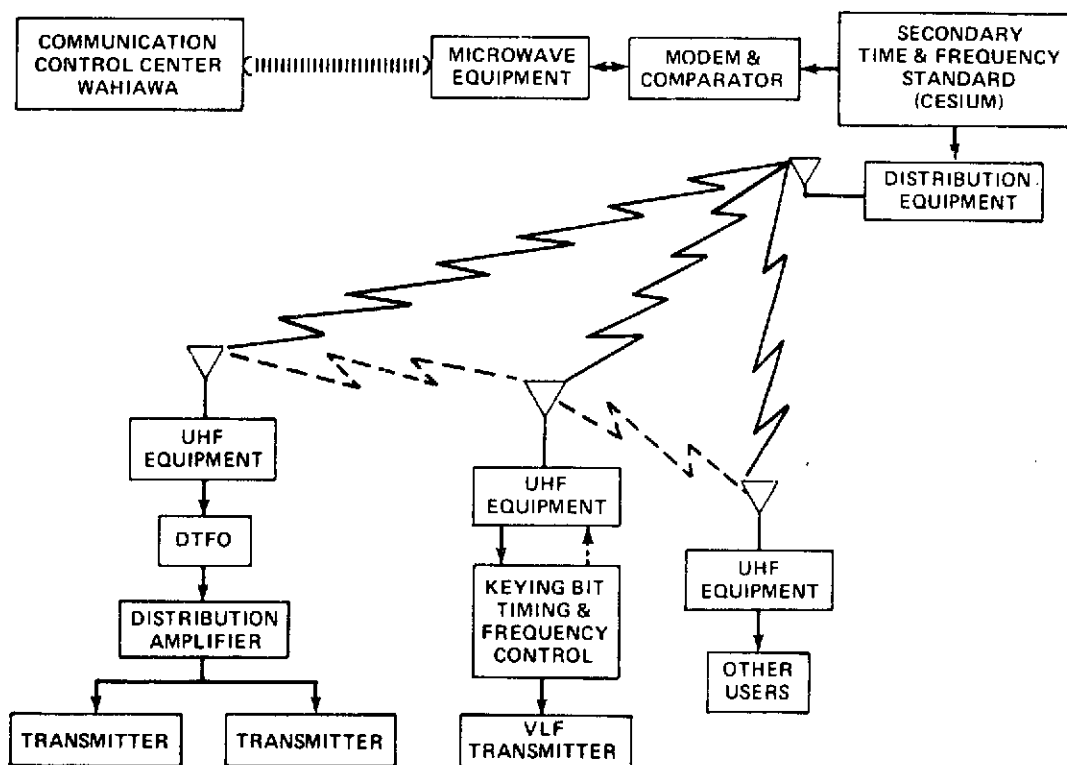 COMMUNICATION
CONTROL CENTER
WAHIAWA
MICROWAVE
EQUIPMENT
MODEM &
COMPARATOR
SECONDARY
TIME & FREQUENCY
STANDARD
(CESIUM)
DISTRIBUTION
EQUIPMENT
UHF
EQUIPMENT
DTFO
DISTRIBUTION
AMPLIFIER
TRANSMITTER
TRANSMITTER
UHF
EQUIPMENT
KEYING BIT
TIMING &
FREQUENCY
CONTROL
VLF
TRANSMITTER
UHF
EQUIPMENT
OTHER
USERS